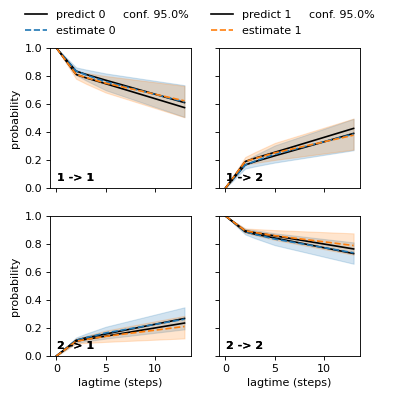 predict 0 conf. 95.0% predict 1 conf. 95.0%
estimate 0 estimate 1
1.0
0.8
0.6
0.4
0.2
0.0
probability
1 -> 1
1 -> 2
1.0
0.8
0.6
0.4
0.2
0.0
probability
2 -> 1
2 -> 2
0 5 10 0 5 10
lagtime (steps) lagtime (steps)